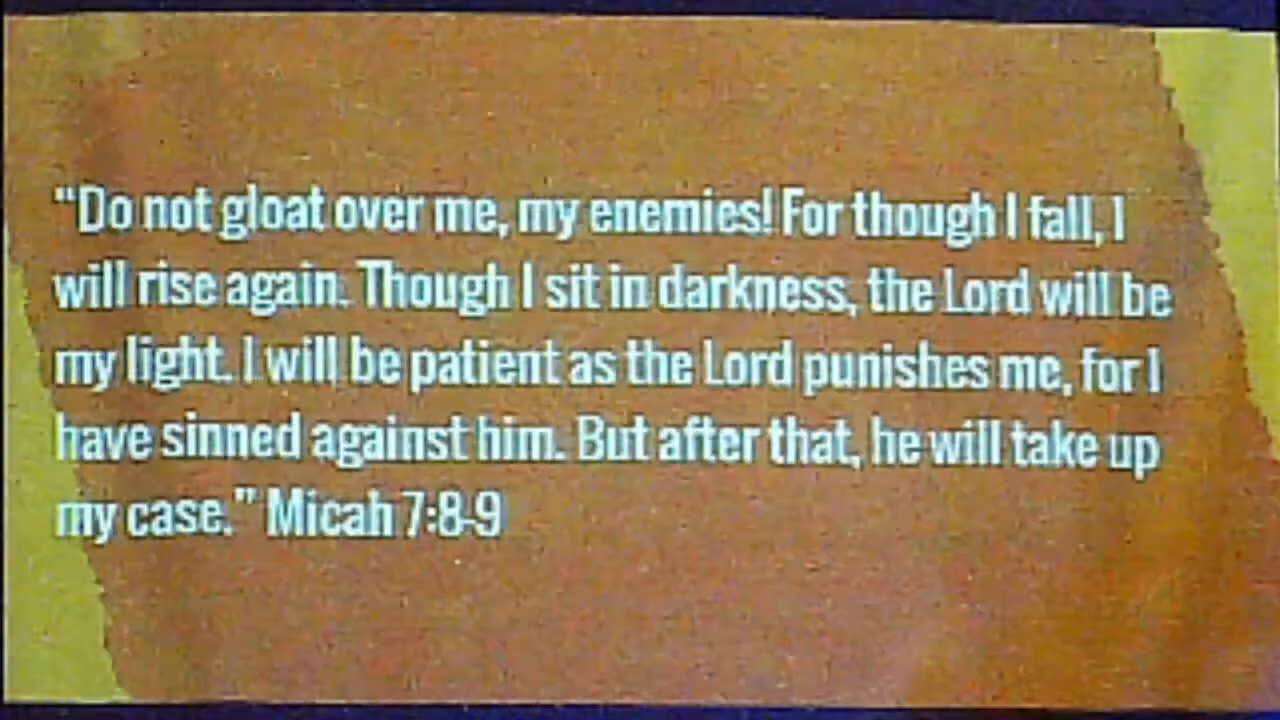 "Do not gloat over me, my enemies! For though I fall, I
will rise again. Though I sit in darkness, the Lord will be
my light. I will be patient as the Lord punishes me, for I
have sinned against him. But after that, he will take up
my case." Micah 7:8-9